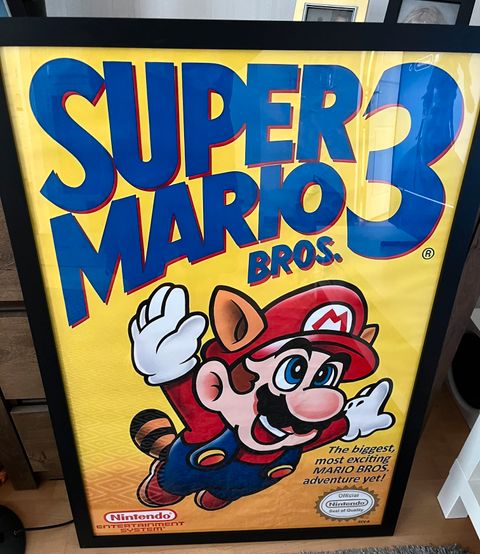 SUPER
MARIO
BROS.
3
®
M
The biggest,
most exciting
MARIO BROS.
adventure yet!
Official
Nintendo
Seal of Quality
Nintendo
ENTERTAINMENT
SYSTEM